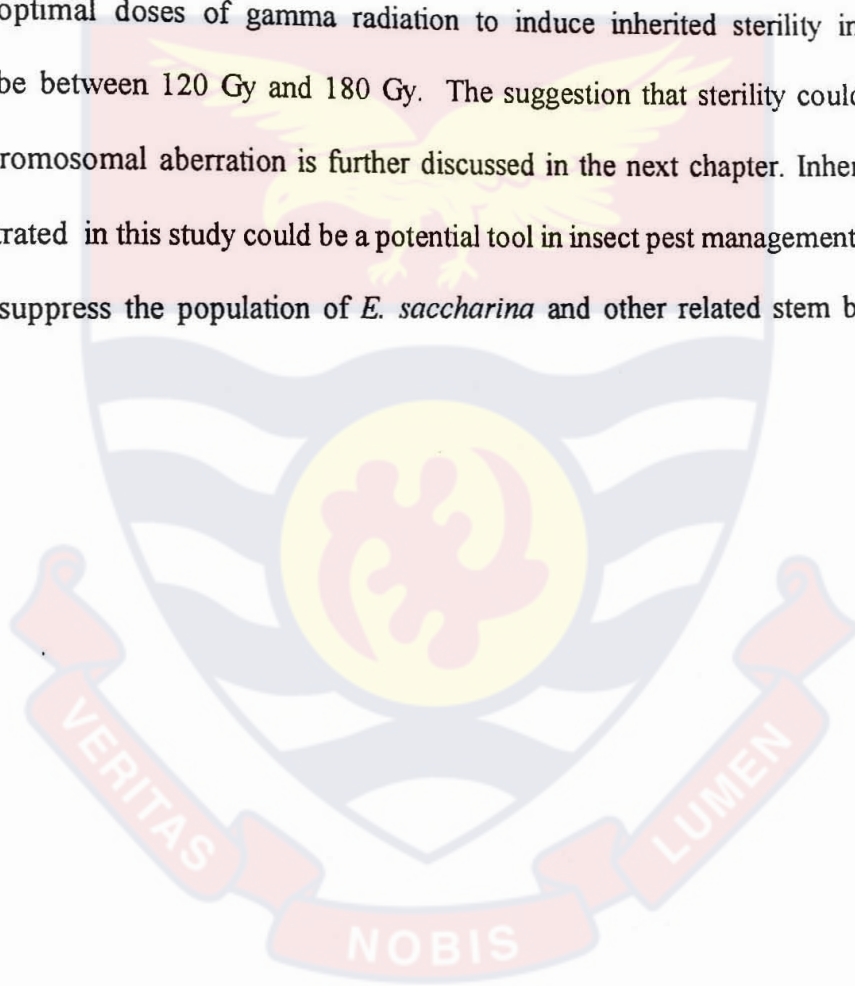 optimal doses of gamma radiation to induce inherited sterility in
be between 120 Gy and 180 Gy. The suggestion that sterility could
romosomal aberration is further discussed in the next chapter. Inher
rated in this study could be a potential tool in insect pest management
suppress the population of E. saccharina and other related stem b
VERITAS
NOBIS
LUMEN